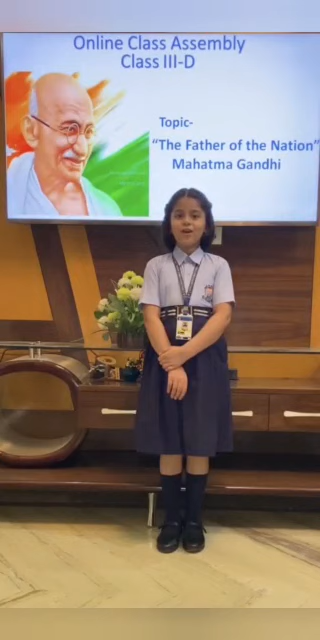 Online Class Assembly
Class III-D
Topic-
“The Father of the Nation”
Mahatma Gandhi